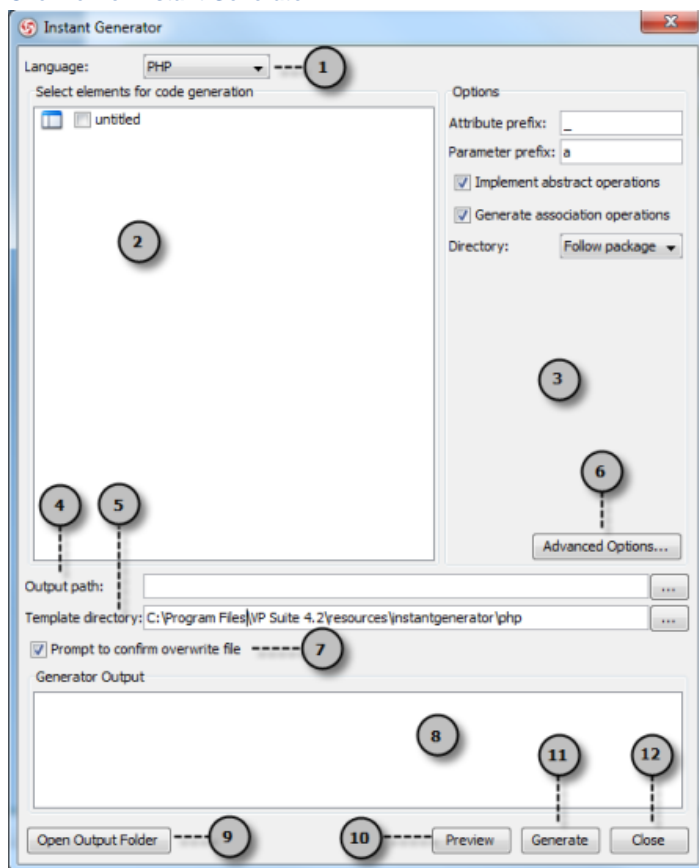 Instant Generator
Language: PHP 1
Select elements for code generation
untitled
2
Options
Attribute prefix: _
Parameter prefix: a
Implement abstract operations
Generate association operations
Directory: Follow package
3
6
Advanced Options...
4 5
Output path: ...
Template directory: C:\Program Files\VP Suite 4.2\resources\instantgenerator\php ...
Prompt to confirm overwrite file 7
Generator Output
8
11 12
Open Output Folder 9 10 Preview Generate Close